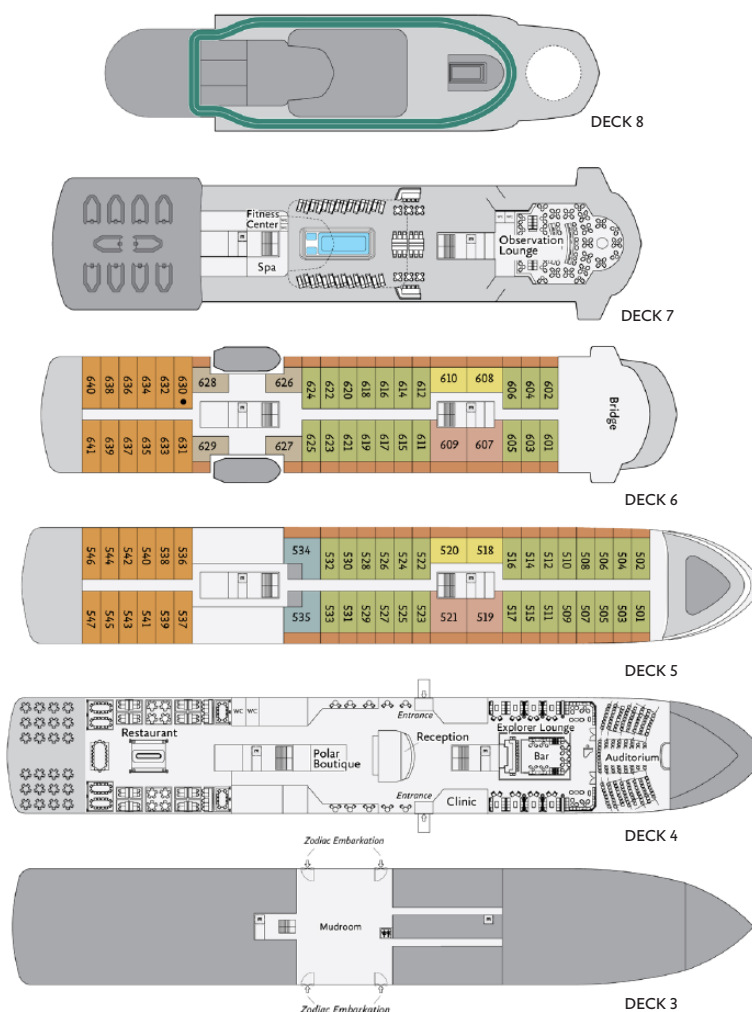 DECK 8
Fitness
Center
Spa
Observation
Lounge
DECK 7
640 638 636 634 632 630 628 626 624 622 620 618 616 614 612 610 608 606 604 602
Bridge
641 639 637 635 633 631 629 627 625 623 621 619 617 615 611 609 607 605 603 601
DECK 6
546 544 542 540 538 536 534 532 530 528 526 524 522 520 518 516 514 512 510 508 506 504 502
547 545 543 541 539 537 535 533 531 529 527 525 523 521 519 517 515 511 509 507 505 503 501
DECK 5
WC WC
Entrance
Restaurant
Reception
Explorer Lounge
Polar
Boutique
Bar
Auditorium
Entrance
Clinic
DECK 4
Zodiac Embarkation
Mudroom
Zodiac Embarkation
DECK 3